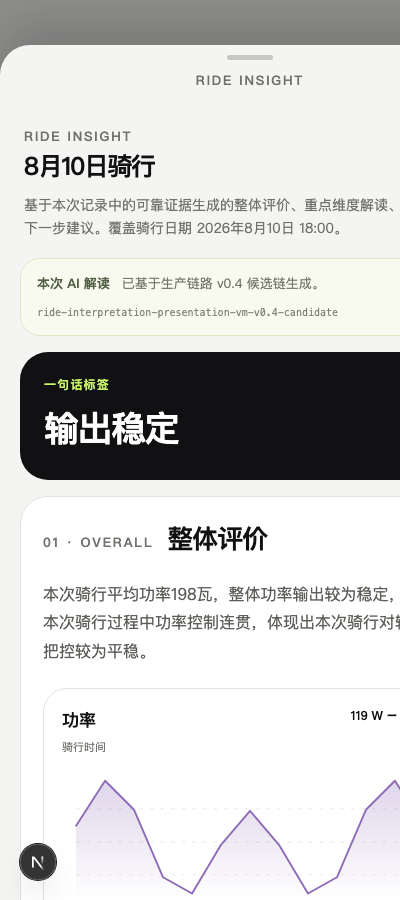 RIDE INSIGHT
RIDE INSIGHT
8月10日骑行
基于本次记录中的可靠证据生成的整体评价、重点维度解读、
下一步建议。覆盖骑行日期 2026年8月10日 18:00。
本次 AI 解读 已基于生产链路 v0.4 候选链生成。
ride-interpretation-presentation-vm-v0.4-candidate
一句话标签
输出稳定
01 · OVERALL 整体评价
本次骑行平均功率198瓦，整体功率输出较为稳定，
本次骑行过程中功率控制连贯，体现出本次骑行对
把控较为平稳。
功率 119 W –
骑行时间
N